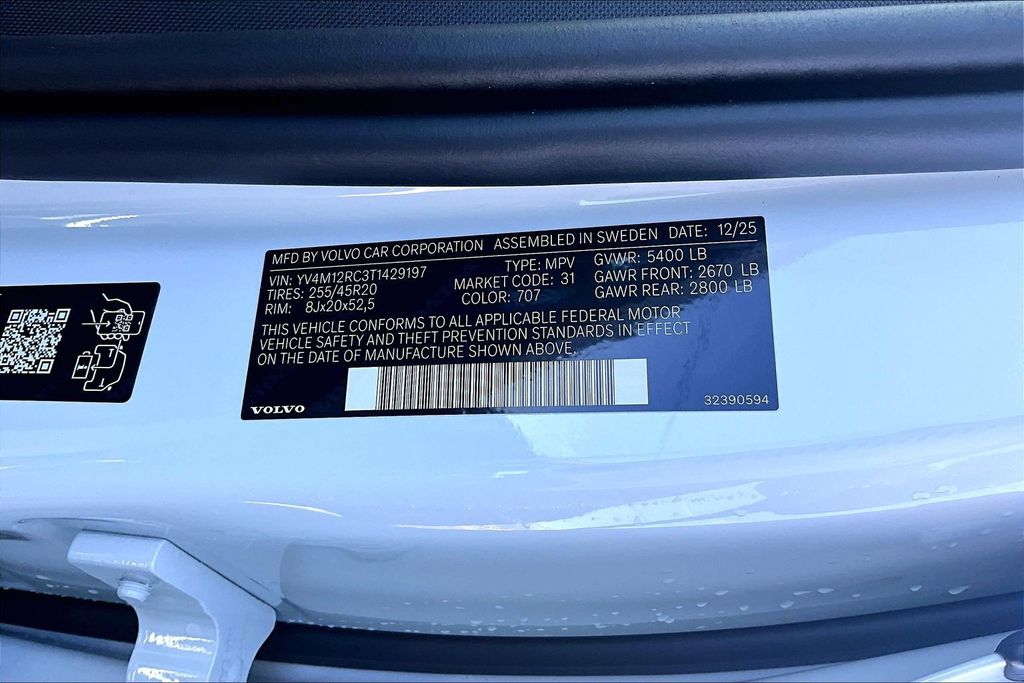 MFD BY VOLVO CAR CORPORATION ASSEMBLED IN SWEDEN DATE: 12/25
VIN: YV4M12RC3T1429197 TYPE: MPV GVWR: 5400 LB
TIRES: 255/45R20 MARKET CODE: 31 GAWR FRONT: 2670 LB
RIM: 8Jx20x52,5 COLOR: 707 GAWR REAR: 2800 LB
THIS VEHICLE CONFORMS TO ALL APPLICABLE FEDERAL MOTOR
VEHICLE SAFETY AND THEFT PREVENTION STANDARDS IN EFFECT
ON THE DATE OF MANUFACTURE SHOWN ABOVE.
VOLVO 32390594